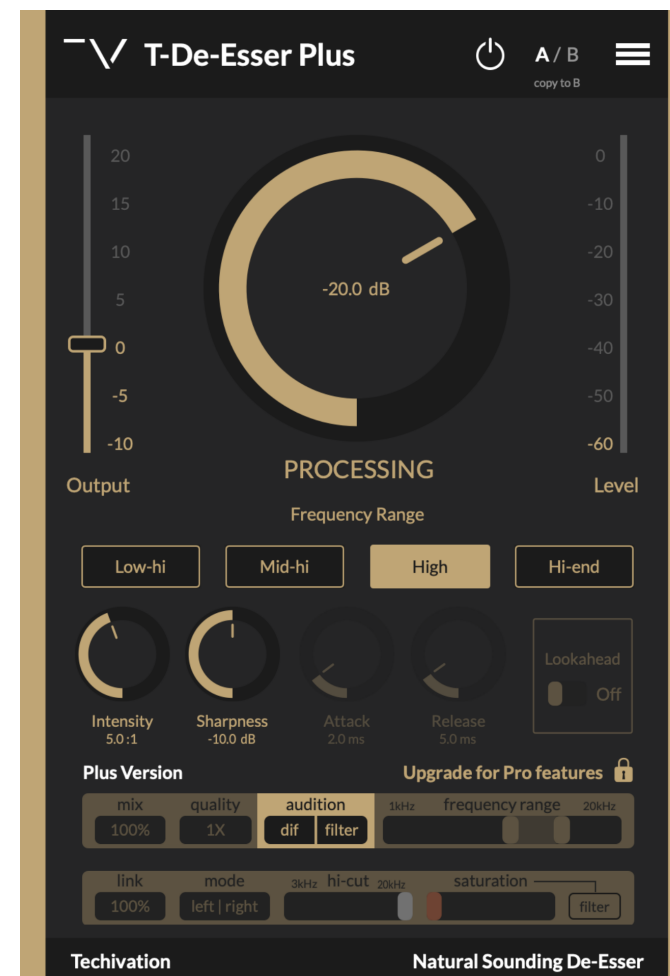 T-De-Esser Plus
A / B
copy to B
20
15
10
5
0
-5
-10
Output
-20.0 dB
PROCESSING
0
-10
-20
-30
-40
-50
-60
Level
Frequency Range
Low-hi
Mid-hi
High
Hi-end
Intensity
5.0 :1
Sharpness
-10.0 dB
Attack
2.0 ms
Release
5.0 ms
Lookahead
Off
Plus Version
Upgrade for Pro features
mix
100%
quality
1X
audition
dif
filter
1kHz
frequency range
20kHz
link
100%
mode
left | right
3kHz
hi-cut
20kHz
saturation
filter
Techivation
Natural Sounding De-Esser